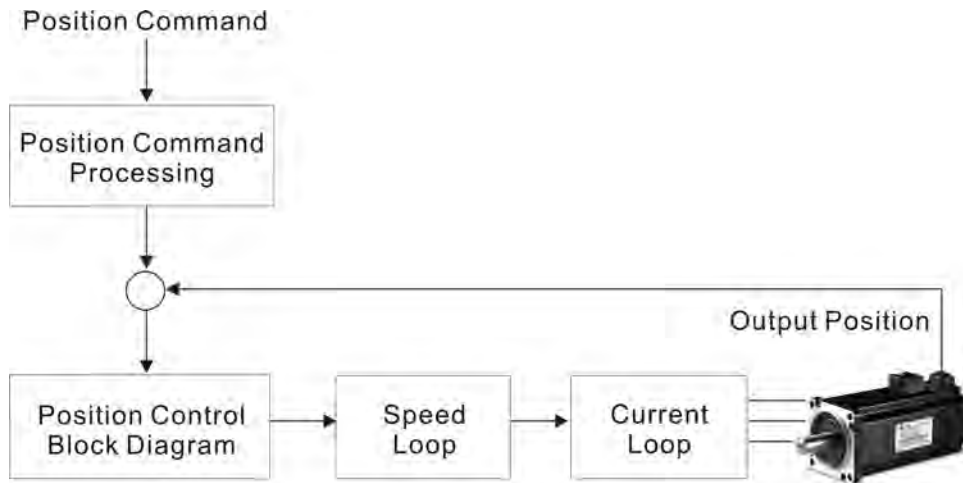 Position Command
Position Command
Processing
Output Position
Position Control
Block Diagram
Speed
Loop
Current
Loop